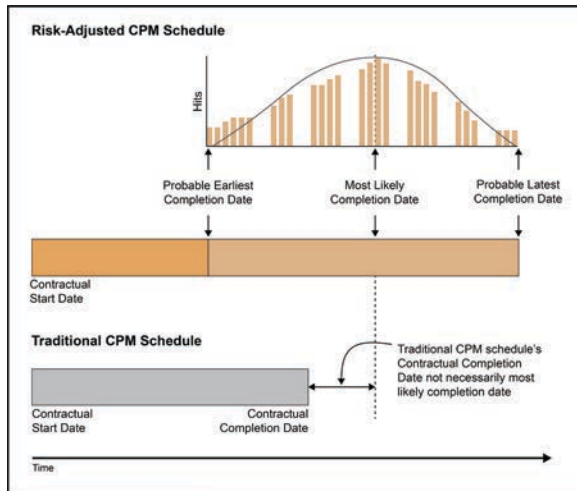 Risk-Adjusted CPM Schedule
Hits
Probable Earliest
Completion Date
Most Likely
Completion Date
Probable Latest
Completion Date
Contractual
Start Date
Traditional CPM Schedule
Traditional CPM schedule's
Contractual Completion
Date not necessarily most
likely completion date
Contractual
Start Date
Contractual
Completion Date
Time